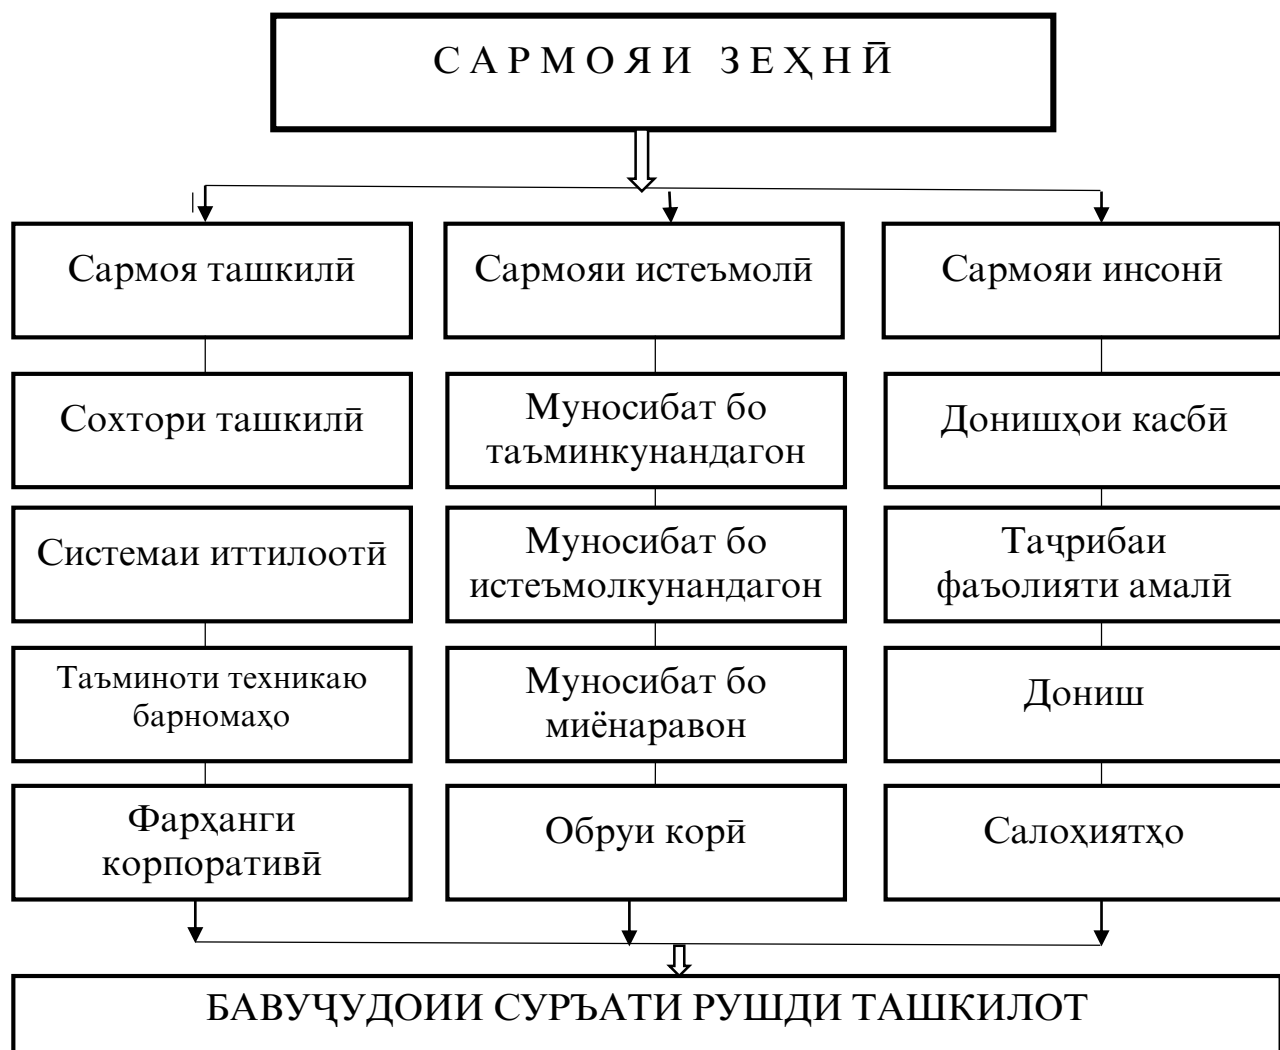 САРМОЯИ ЗЕҲНӢ
Сармоя ташкилӣ
Сармояи истеъмолӣ
Сармояи инсонӣ
Сохтори ташкилӣ
Муносибат бо
таъминкунандагон
Донишҳои касбӣ
Системаи иттилоотӣ
Муносибат бо
истеъмолкунандагон
Таҷрибаи
фаъолияти амалӣ
Таъминоти техникаю
барномаҳо
Муносибат бо
миёнаравон
Дониш
Фарҳанги
корпоративӣ
Обруи корӣ
Салоҳиятҳо
БАВУҶУДОИИ СУРЪАТИ РУШДИ ТАШКИЛОТ